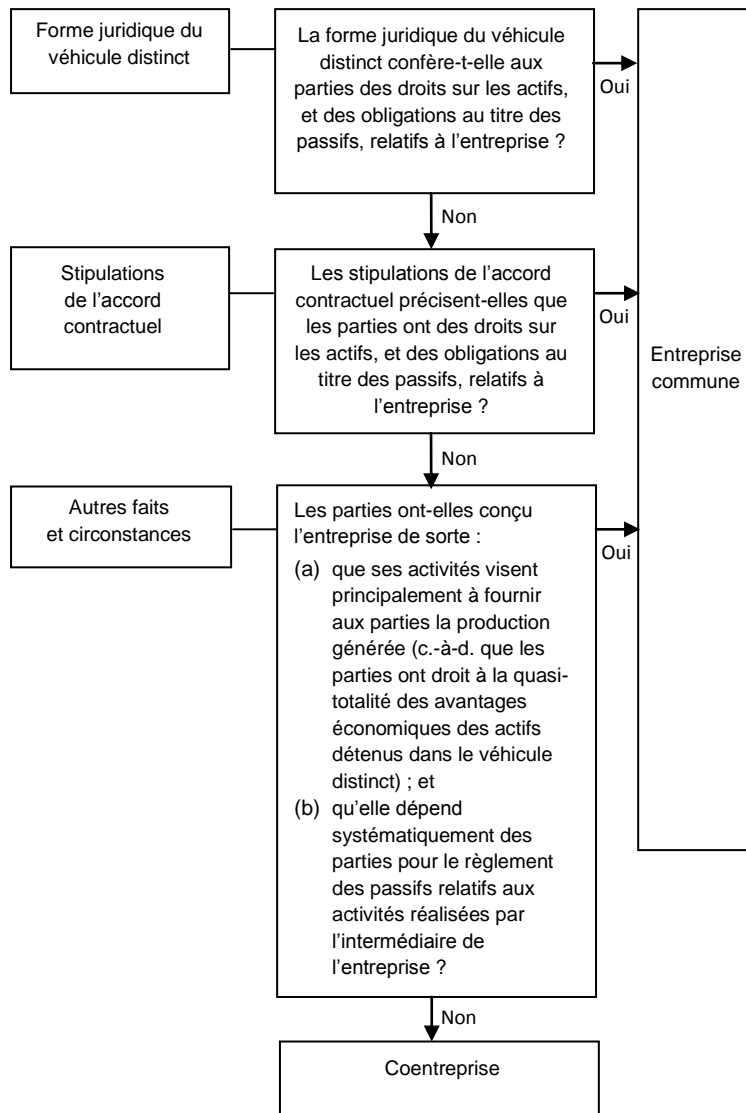 Forme juridique du
véhicule distinct
La forme juridique du véhicule
distinct confère-t-elle aux
parties des droits sur les actifs,
et des obligations au titre des
passifs, relatifs à l’entreprise ?
Oui
Non
Stipulations
de l’accord
contractuel
Les stipulations de l’accord
contractuel précisent-elles que
les parties ont des droits sur
les actifs, et des obligations au
titre des passifs, relatifs à
l’entreprise ?
Oui
Entreprise
commune
Non
Autres faits
et circonstances
Les parties ont-elles conçu
l’entreprise de sorte :
(a) que ses activités visent
principalement à fournir
aux parties la production
générée (c.-à-d. que les
parties ont droit à la quasi-
totalité des avantages
économiques des actifs
détenus dans le véhicule
distinct) ; et
(b) qu’elle dépend
systématiquement des
parties pour le règlement
des passifs relatifs aux
activités réalisées par
l’intermédiaire de
l’entreprise ?
Oui
Non
Coentreprise